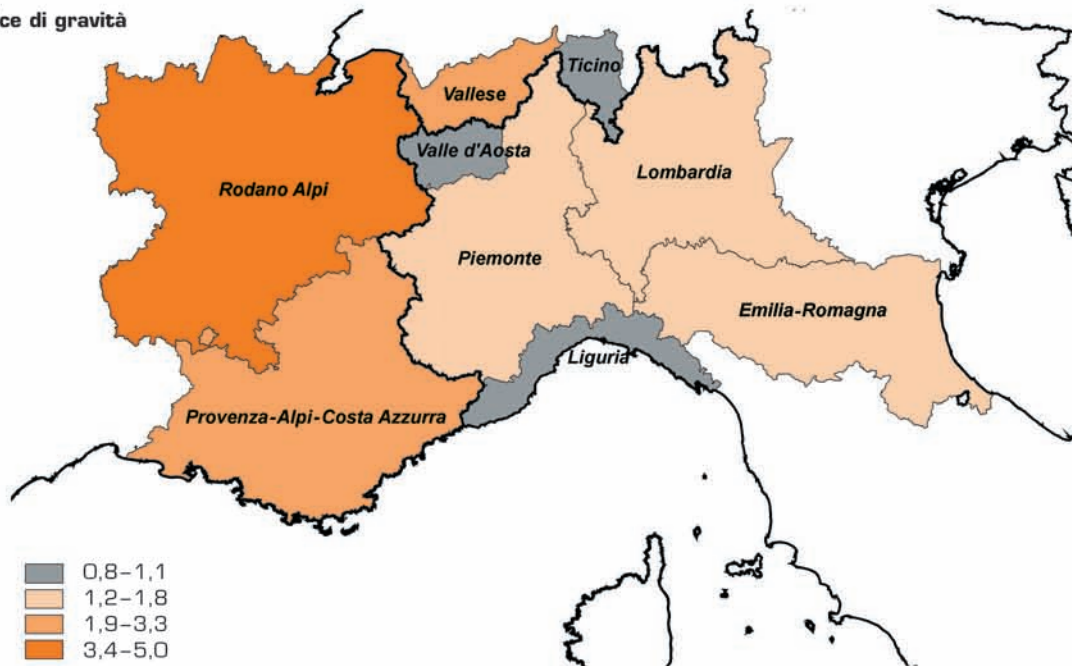 ce di gravità
Ticino
Vallese
Valle d'Aosta
Rodano Alpi
Lombardia
Piemonte
Emilia-Romagna
Liguria
Provenza-Alpi-Costa Azzurra
0,8–1,1
1,2–1,8
1,9–3,3
3,4–5,0